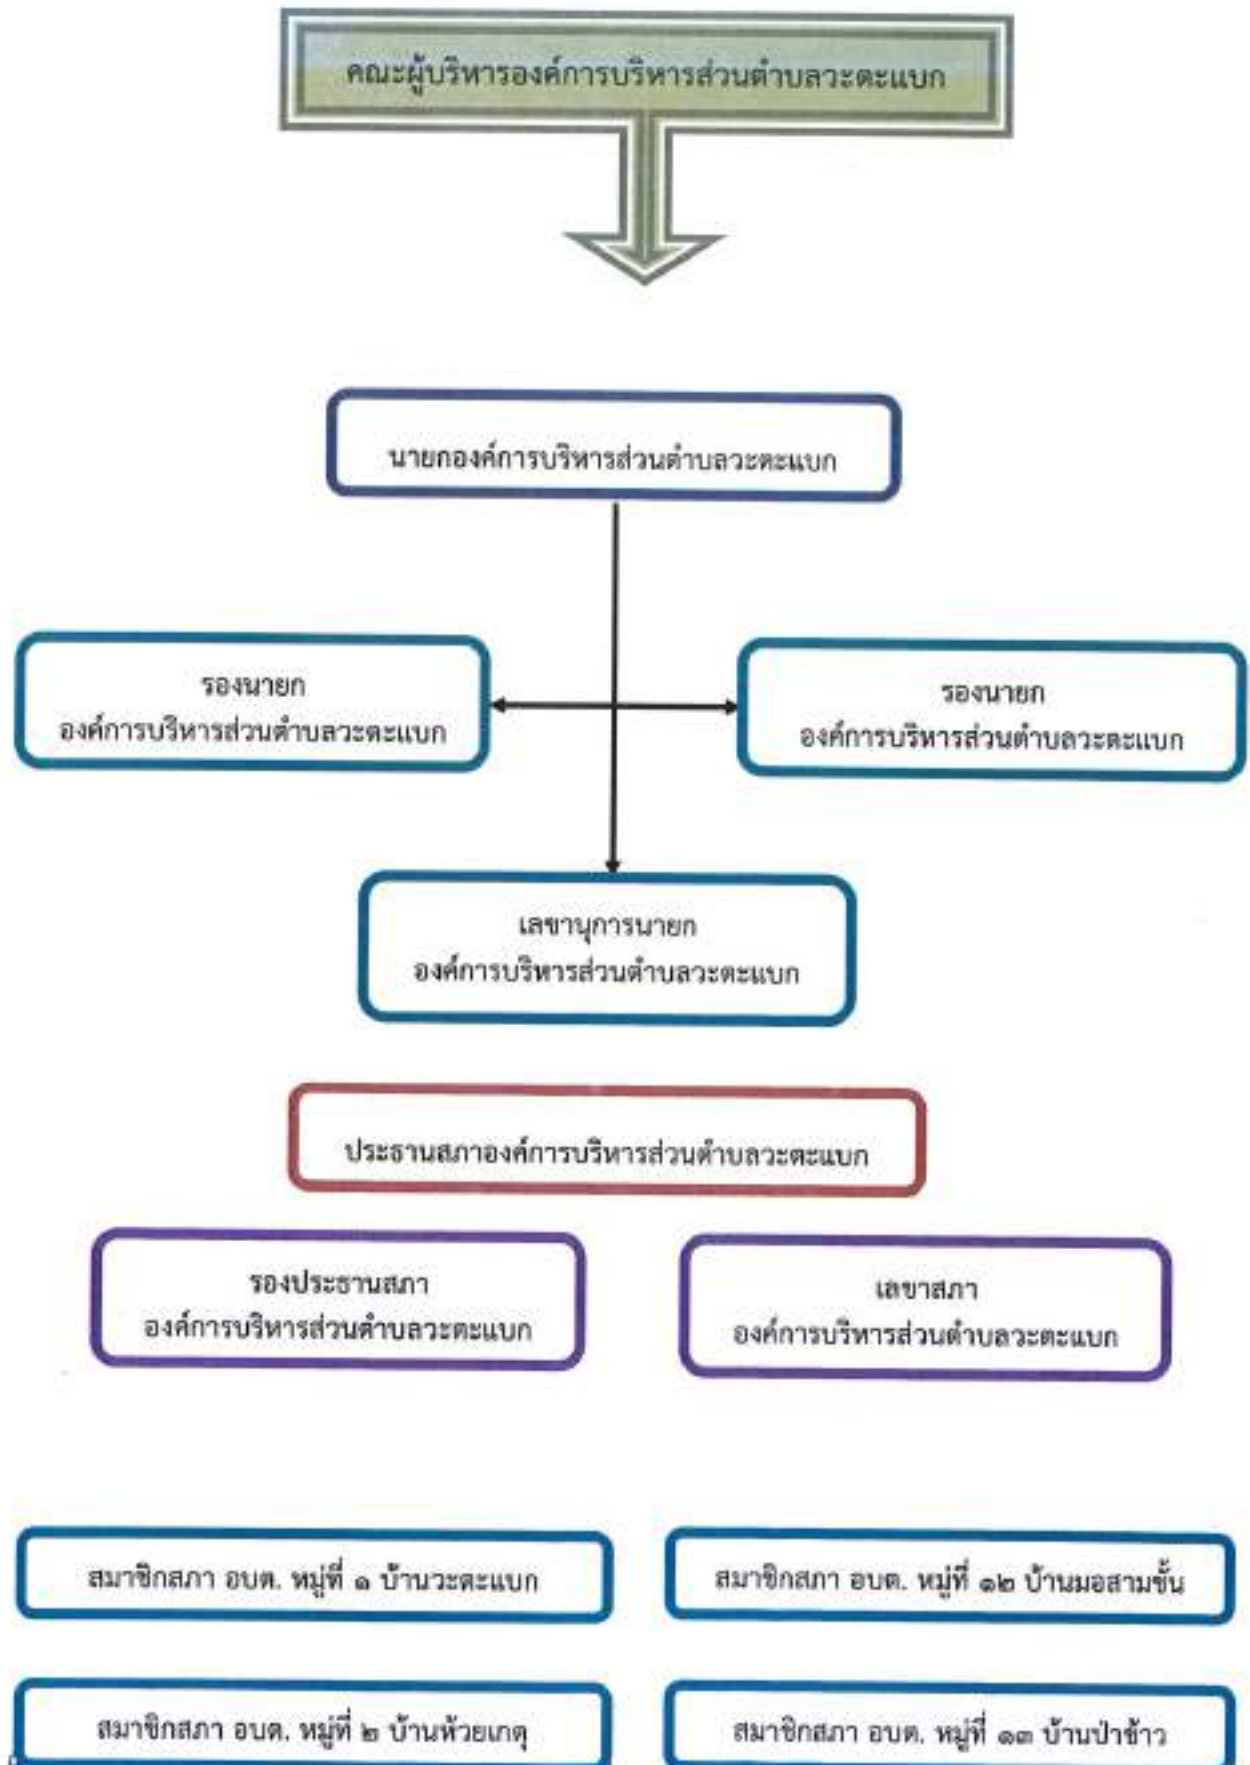 คณะผู้บริหารองค์การบริหารส่วนตำบลวะตะแบก
นายกองค์การบริหารส่วนตำบลวะตะแบก
รองนายก
องค์การบริหารส่วนตำบลวะตะแบก
รองนายก
องค์การบริหารส่วนตำบลวะตะแบก
เลขานุการนายก
องค์การบริหารส่วนตำบลวะตะแบก
ประธานสภาองค์การบริหารส่วนตำบลวะตะแบก
รองประธานสภา
องค์การบริหารส่วนตำบลวะตะแบก
เลขาสภา
องค์การบริหารส่วนตำบลวะตะแบก
สมาชิกสภา อบต. หมู่ที่ ๑ บ้านวะตะแบก
สมาชิกสภา อบต. หมู่ที่ ๑๒ บ้านมอสามชั้น
สมาชิกสภา อบต. หมู่ที่ ๒ บ้านห้วยเกตุ
สมาชิกสภา อบต. หมู่ที่ ๑๓ บ้านป่าข้าว